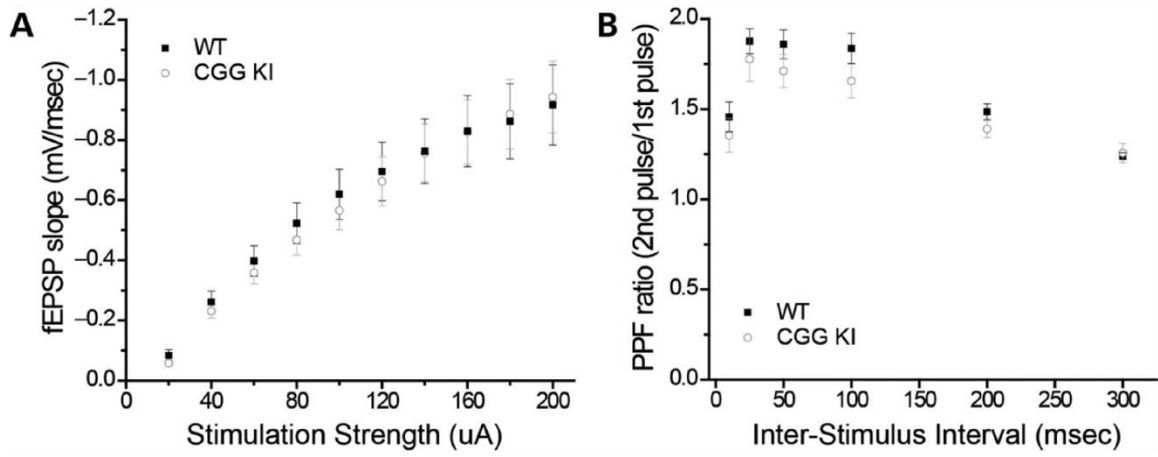 A
WT
CGG KI
fEPSP slope (mV/msec)
–1.2
–1.0
–0.8
–0.6
–0.4
–0.2
0.0
0 40 80 120 160 200
Stimulation Strength (uA)
B
WT
CGG KI
PPF ratio (2nd pulse/1st pulse)
2.0
1.5
1.0
0.5
0.0
0 50 100 150 200 250 300
Inter-Stimulus Interval (msec)